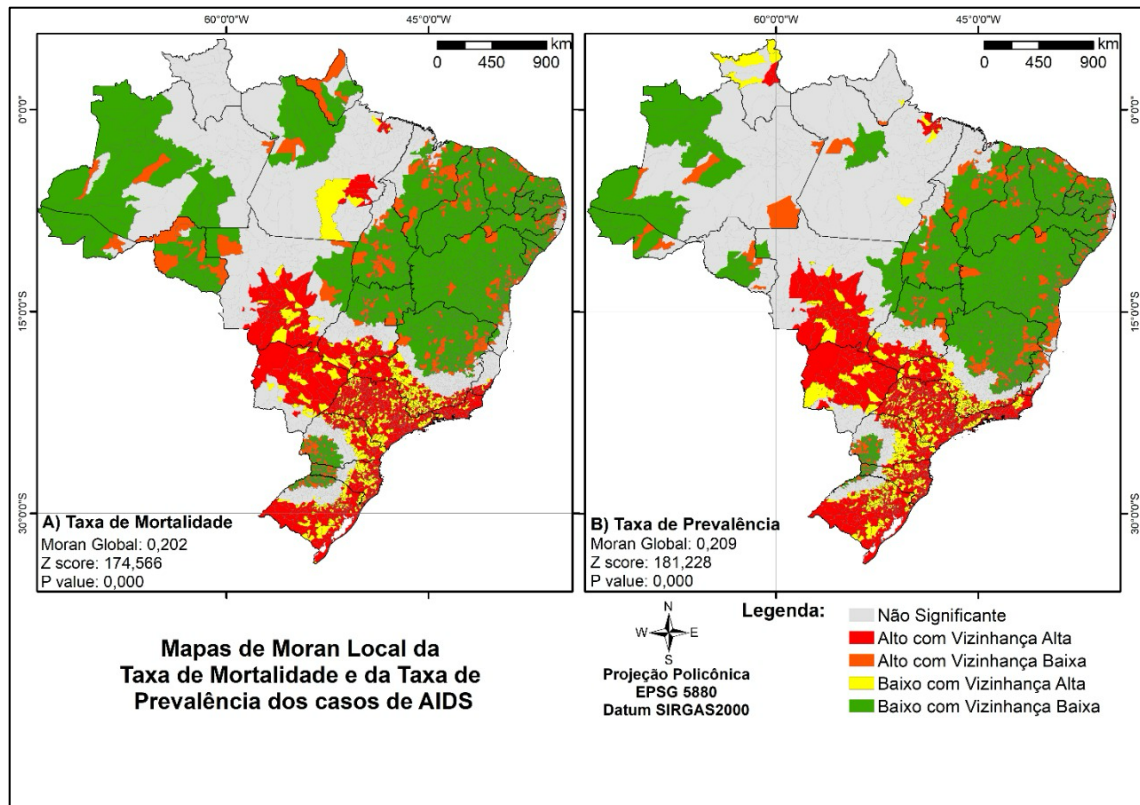 60°0'0"W 45°0'0"W
km
0 450 900
0°0'0"
15°0'0"S
30°0'0"S
A) Taxa de Mortalidade
Moran Global: 0,202
Z score: 174,566
P value: 0,000
60°0'0"W 45°0'0"W
km
0 450 900
0°0'0"
15°0'0"S
30°0'0"S
B) Taxa de Prevalência
Moran Global: 0,209
Z score: 181,228
P value: 0,000
Mapas de Moran Local da
Taxa de Mortalidade e da Taxa de
Prevalência dos casos de AIDS
N
W E
S
Projeção Policônica
EPSG 5880
Datum SIRGAS2000
Legenda:
Não Significante
Alto com Vizinhança Alta
Alto com Vizinhança Baixa
Baixo com Vizinhança Alta
Baixo com Vizinhança Baixa